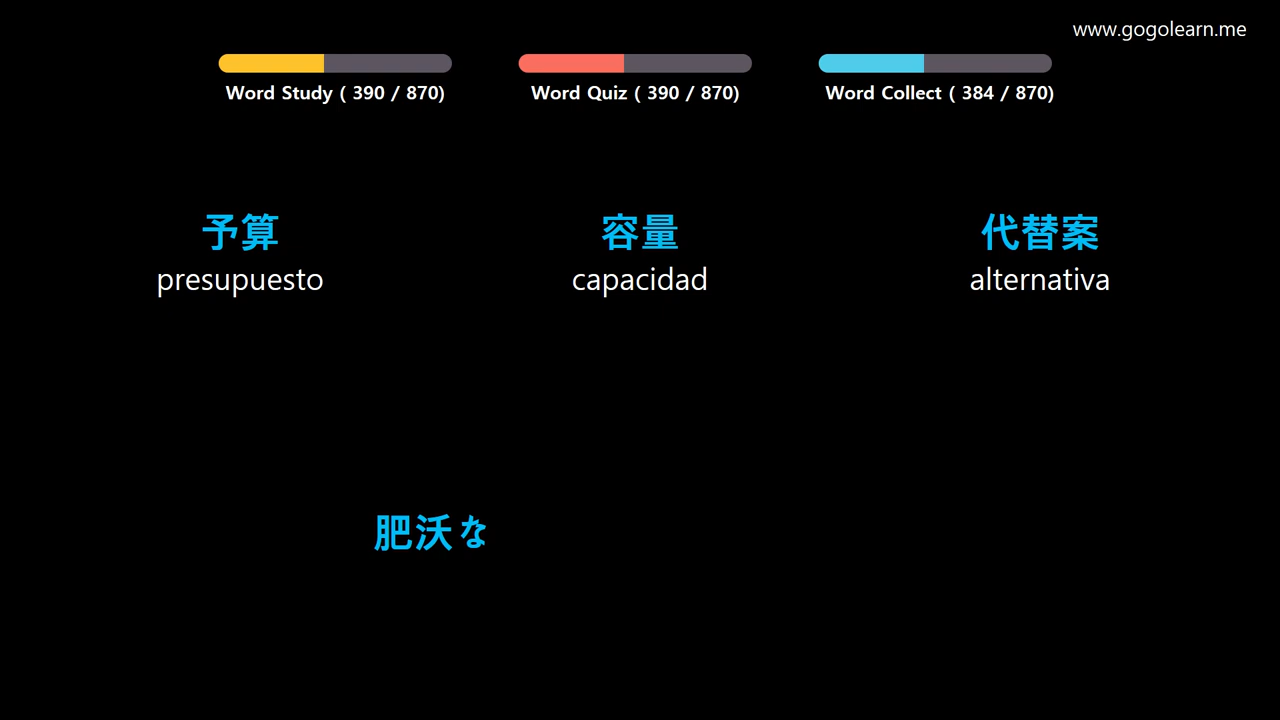 www.gogolearn.me
Word Study ( 390 / 870)
Word Quiz ( 390 / 870)
Word Collect ( 384 / 870)
予算
presupuesto
容量
capacidad
代替案
alternativa
肥沃な